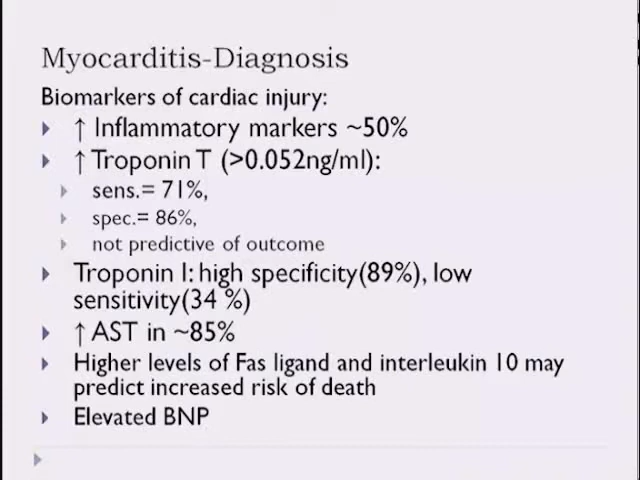 Myocarditis-Diagnosis
Biomarkers of cardiac injury:
↑ Inflammatory markers ~50%
↑ Troponin T (>0.052ng/ml):
sens.= 71%,
spec.= 86%,
not predictive of outcome
Troponin I: high specificity(89%), low
sensitivity(34 %)
↑ AST in ~85%
Higher levels of Fas ligand and interleukin 10 may
predict increased risk of death
Elevated BNP